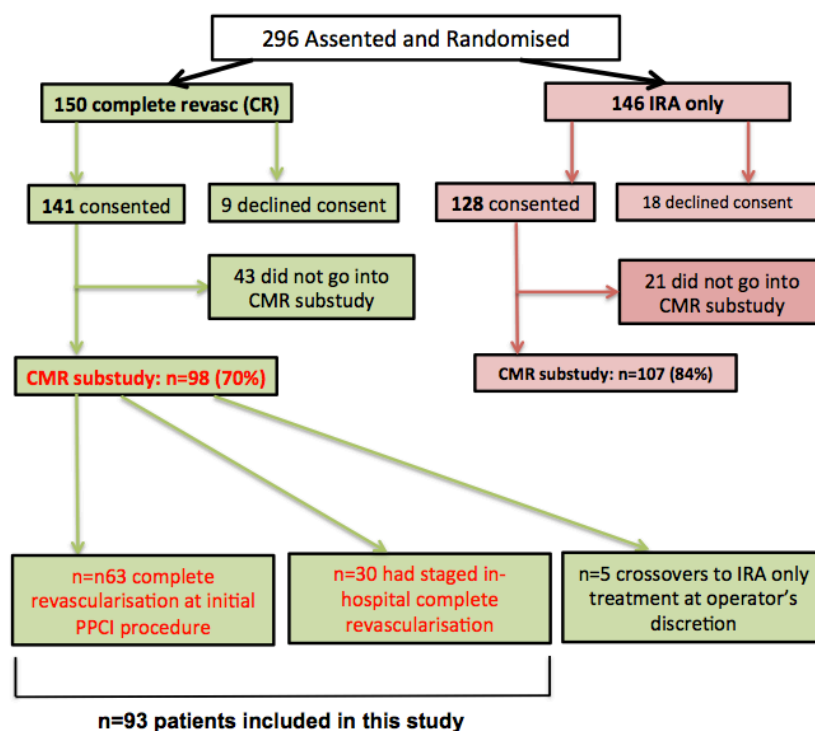 296 Assented and Randomised
150 complete revasc (CR)
146 IRA only
141 consented
9 declined consent
128 consented
18 declined consent
43 did not go into
CMR substudy
21 did not go into
CMR substudy
CMR substudy: n=98 (70%)
CMR substudy: n=107 (84%)
n=n63 complete
revascularisation at initial
PPCI procedure
n=30 had staged in-
hospital complete
revascularisation
n=5 crossovers to IRA only
treatment at operator’s
discretion
n=93 patients included in this study